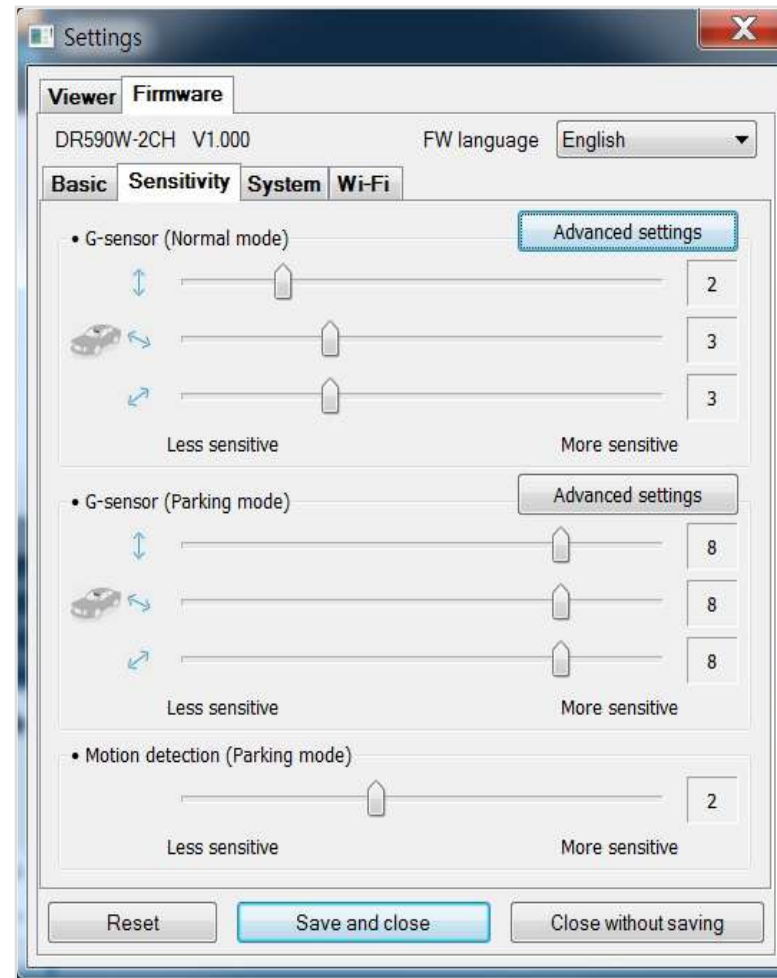 Settings
Viewer Firmware
DR590W-2CH V1.000 FW language English
Basic Sensitivity System Wi-Fi
• G-sensor (Normal mode) Advanced settings
2
3
3
Less sensitive More sensitive
• G-sensor (Parking mode) Advanced settings
8
8
8
Less sensitive More sensitive
• Motion detection (Parking mode)
2
Less sensitive More sensitive
Reset Save and close Close without saving